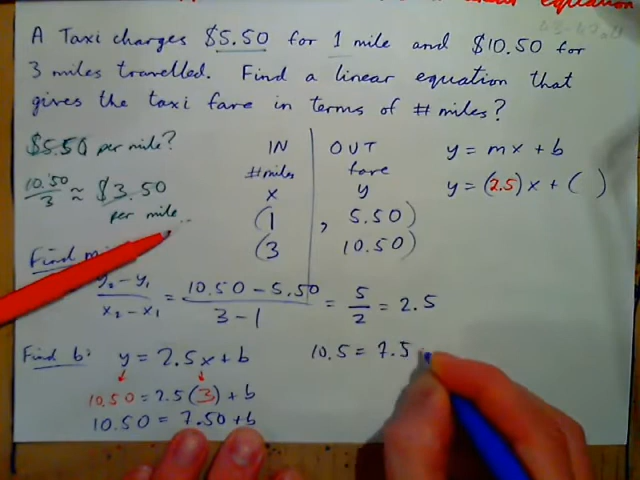 linear equation
A Taxi charges $5.50 for 1 mile and $10.50 for
3 miles travelled. Find a linear equation that
gives the taxi fare in terms of # miles?
$5.50 per mile?
10.50/3 ≈ $3.50
per mile..
IN | OUT
#miles | fare
x | y
(1 , 5.50)
(3 10.50)
y = mx + b
y = (2.5)x + ( )
Find m
y₂ - y₁ / x₂ - x₁ = 10.50 - 5.50 / 3 - 1 = 5/2 = 2.5
Find b: y = 2.5x + b
10.50 = 2.5(3) + b
10.50 = 7.50 + b
10.5 = 7.5